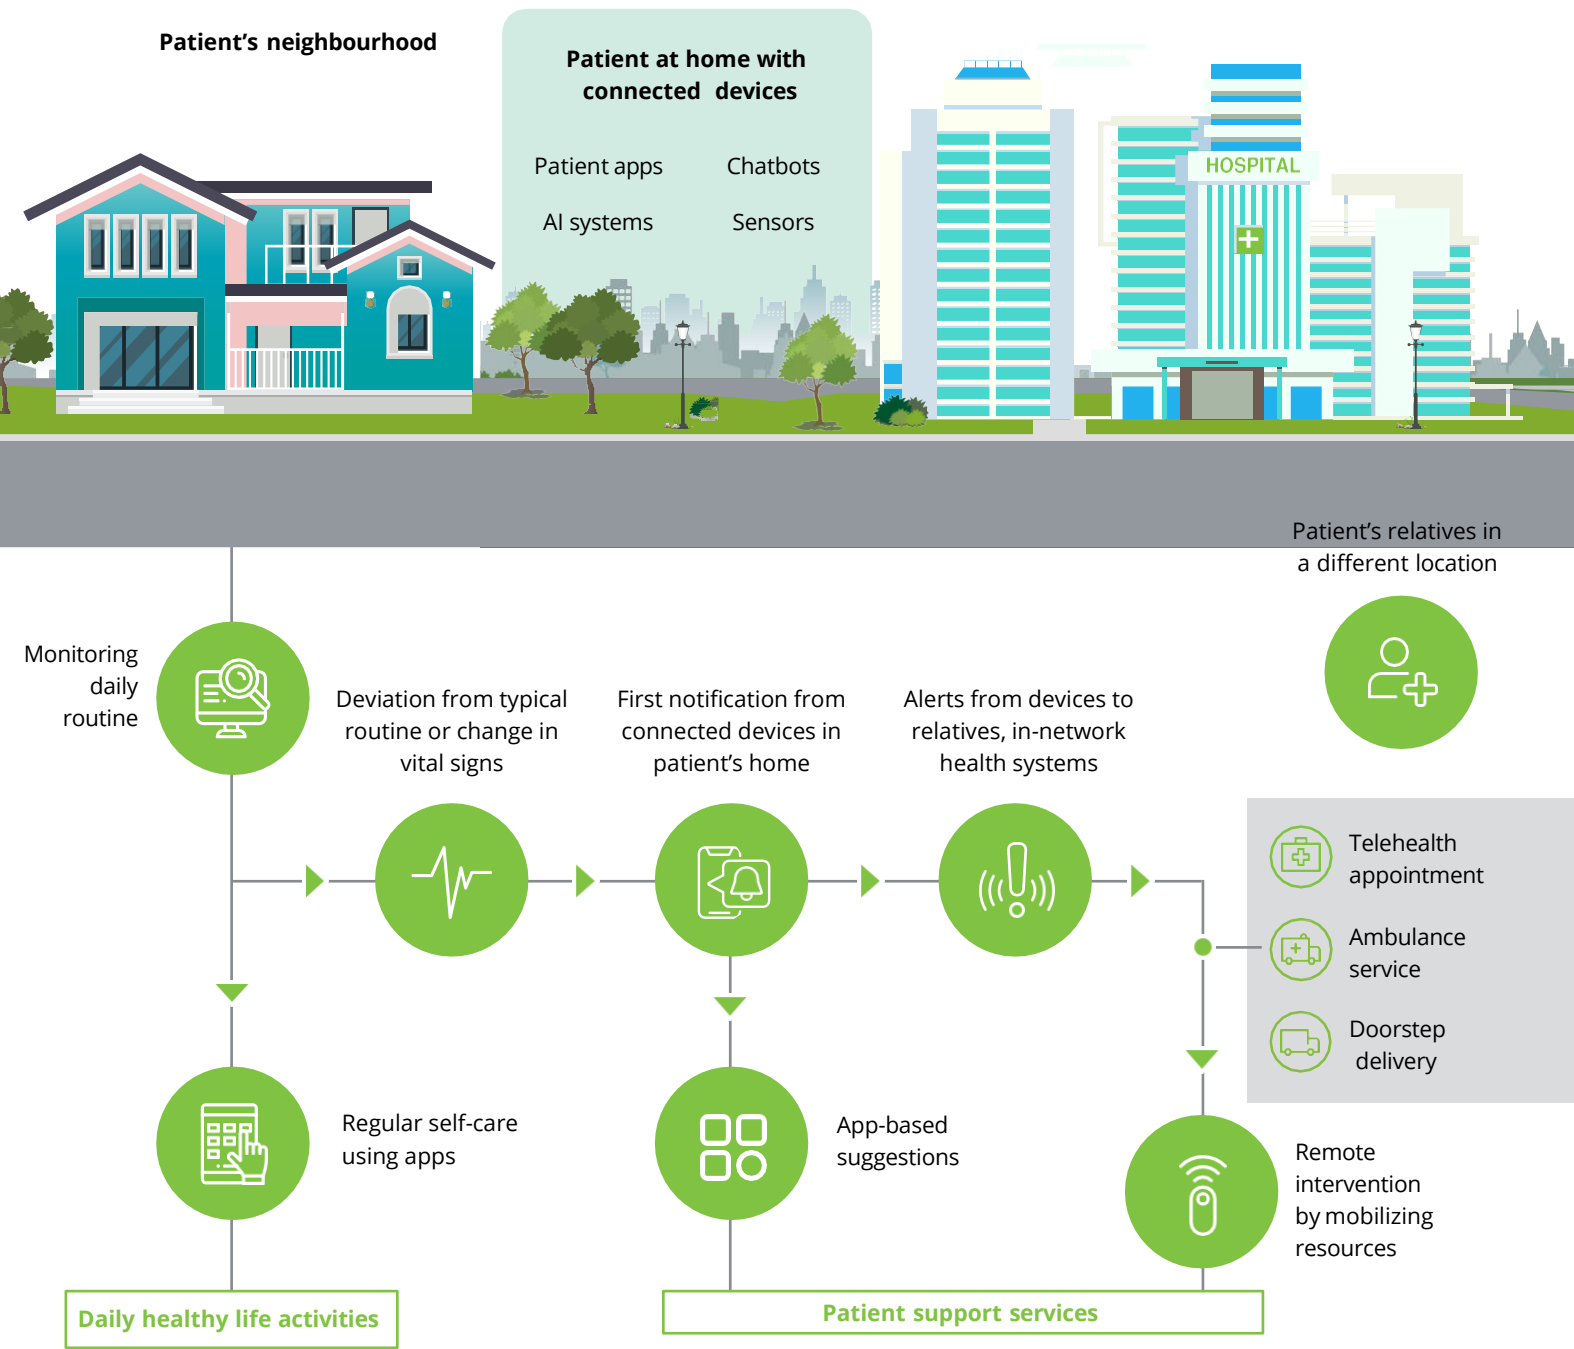 Patient’s neighbourhood
Patient at home with
connected devices
Patient apps
Chatbots
AI systems
Sensors
HOSPITAL
Patient’s relatives in
a different location
Monitoring
daily
routine
Deviation from typical
routine or change in
vital signs
First notification from
connected devices in
patient’s home
Alerts from devices to
relatives, in-network
health systems
Telehealth
appointment
Ambulance
service
Doorstep
delivery
Regular self-care
using apps
App-based
suggestions
Remote
intervention
by mobilizing
resources
Daily healthy life activities
Patient support services